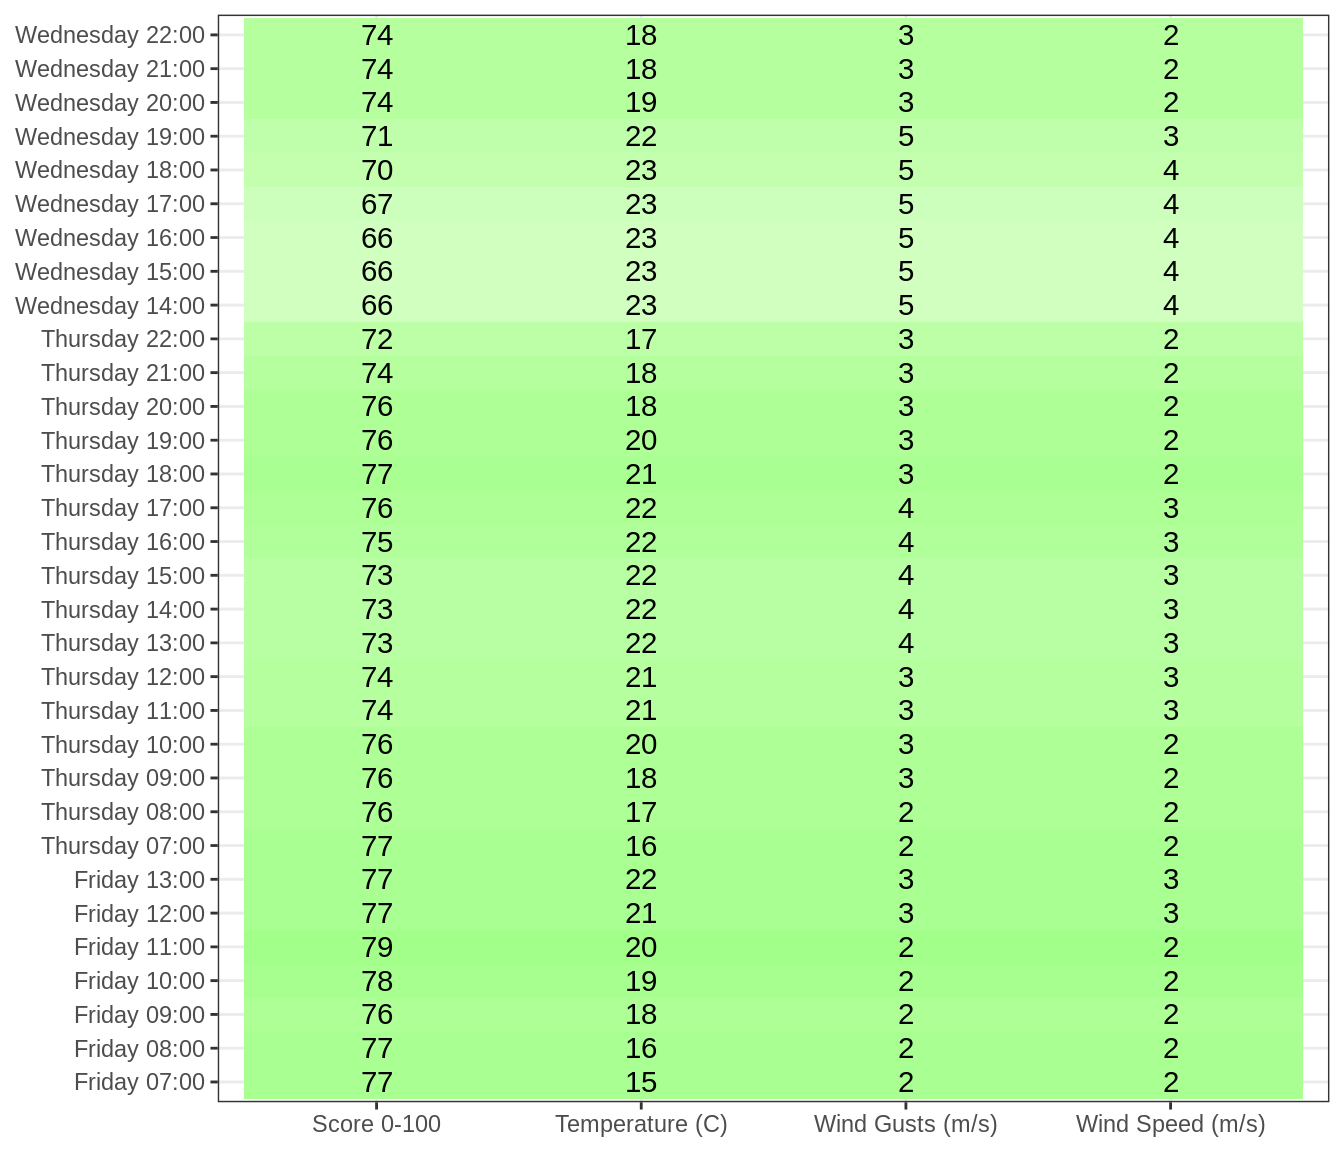 Wednesday 22:00 74 18 3 2
Wednesday 21:00 74 18 3 2
Wednesday 20:00 74 19 3 2
Wednesday 19:00 71 22 5 3
Wednesday 18:00 70 23 5 4
Wednesday 17:00 67 23 5 4
Wednesday 16:00 66 23 5 4
Wednesday 15:00 66 23 5 4
Wednesday 14:00 66 23 5 4
Thursday 22:00 72 17 3 2
Thursday 21:00 74 18 3 2
Thursday 20:00 76 18 3 2
Thursday 19:00 76 20 3 2
Thursday 18:00 77 21 3 2
Thursday 17:00 76 22 4 3
Thursday 16:00 75 22 4 3
Thursday 15:00 73 22 4 3
Thursday 14:00 73 22 4 3
Thursday 13:00 73 22 4 3
Thursday 12:00 74 21 3 3
Thursday 11:00 74 21 3 3
Thursday 10:00 76 20 3 2
Thursday 09:00 76 18 3 2
Thursday 08:00 76 17 2 2
Thursday 07:00 77 16 2 2
Friday 13:00 77 22 3 3
Friday 12:00 77 21 3 3
Friday 11:00 79 20 2 2
Friday 10:00 78 19 2 2
Friday 09:00 76 18 2 2
Friday 08:00 77 16 2 2
Friday 07:00 77 15 2 2
Score 0-100 Temperature (C) Wind Gusts (m/s) Wind Speed (m/s)